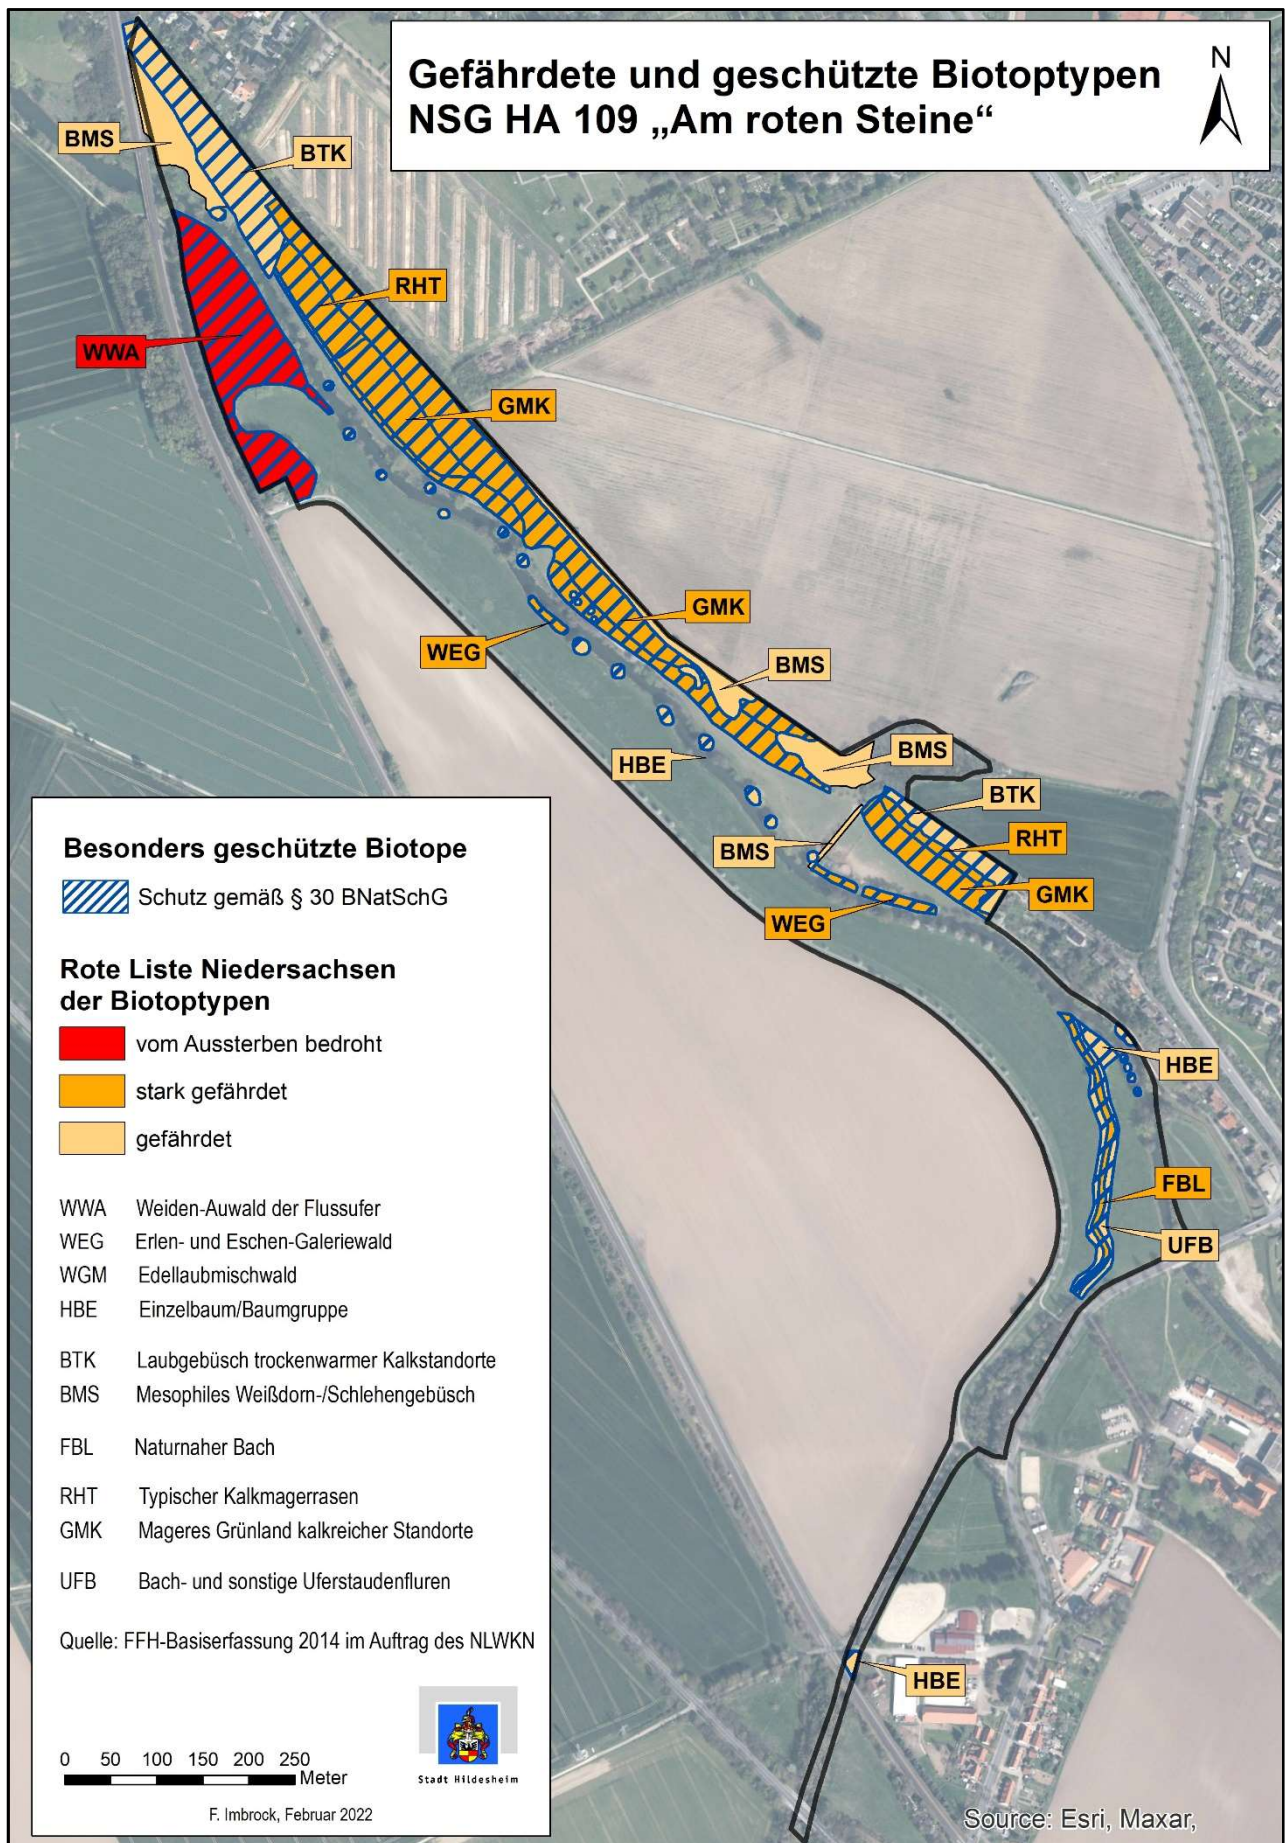 Gefährdete und geschützte Biotoptypen
NSG HA 109 „Am roten Steine“
N
BMS
BTK
RHT
WWA
GMK
GMK
WEG
BMS
HBE
BMS
BTK
BMS
RHT
GMK
WEG
HBE
FBL
UFB
HBE
Besonders geschützte Biotope
Schutz gemäß § 30 BNatSchG
Rote Liste Niedersachsen
der Biotoptypen
vom Aussterben bedroht
stark gefährdet
gefährdet
WWA Weiden-Auwald der Flussufer
WEG Erlen- und Eschen-Galeriewald
WGM Edellaubmischwald
HBE Einzelbaum/Baumgruppe
BTK Laubgebüsch trockenwarmer Kalkstandorte
BMS Mesophiles Weißdorn-/Schlehengebüsch
FBL Naturnaher Bach
RHT Typischer Kalkmagerrasen
GMK Mageres Grünland kalkreicher Standorte
UFB Bach- und sonstige Uferstaudenfluren
Quelle: FFH-Basiserfassung 2014 im Auftrag des NLWKN
0 50 100 150 200 250
Meter
Stadt Hildesheim
F. Imbrock, Februar 2022
Source: Esri, Maxar,